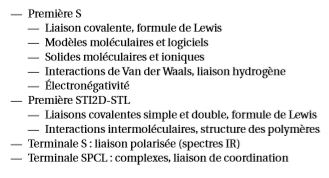 — Première S
— Liaison covalente, formule de Lewis
— Modèles moléculaires et logiciels
— Solides moléculaires et ioniques
— Interactions de Van der Waals, liaison hydrogène
— Électronégativité
— Première STI2D-STL
— Liaisons covalentes simple et double, formule de Lewis
— Interactions intermoléculaires, structure des polymères
— Terminale S : liaison polarisée (spectres IR)
— Terminale SPCL : complexes, liaison de coordination